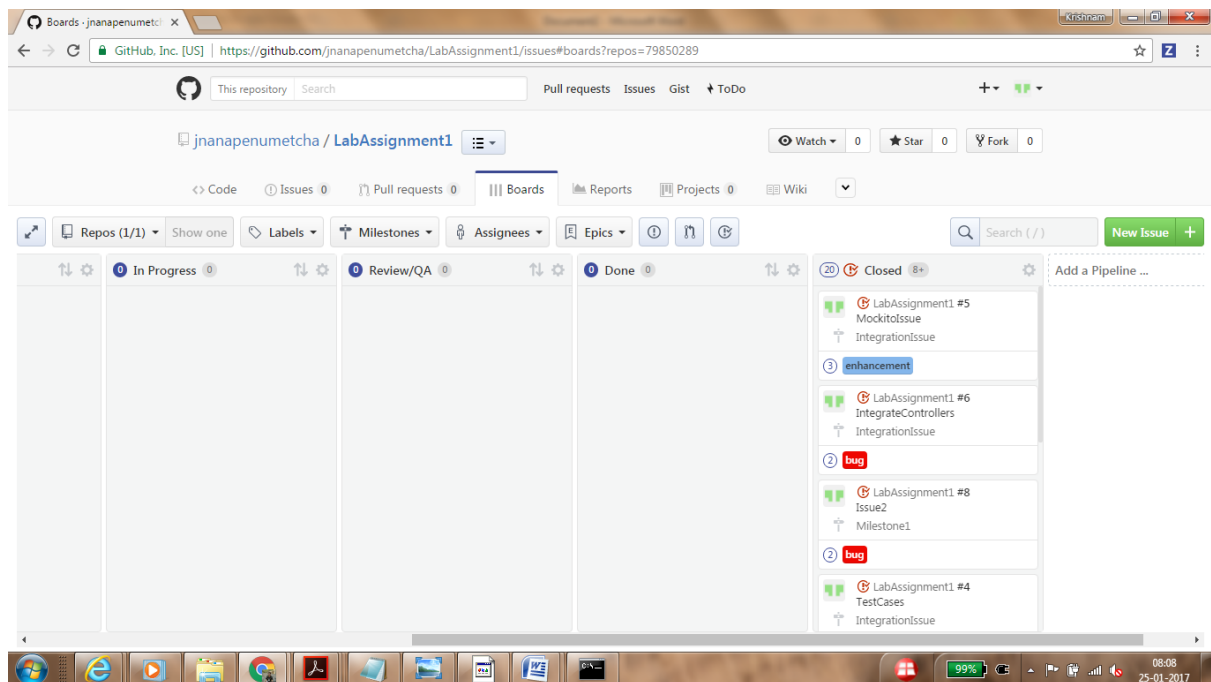 Boards · jnanapenumetch
Document1 - Microsoft Word
Krishnam
GitHub, Inc. [US] | https://github.com/jnanapenumetcha/LabAssignment1/issues#boards?repos=79850289
Z
This repository Search Pull requests Issues Gist ToDo
jnanapenumetcha / LabAssignment1 Watch 0 Star 0 Fork 0
Code Issues 0 Pull requests 0 Boards Reports Projects 0 Wiki
Repos (1/1) Show one Labels Milestones Assignees E Epics Search ( / ) New Issue +
0 In Progress 0 0 Review/QA 0 0 Done 0 20 Closed 8+ Add a Pipeline ...
LabAssignment1 #5
MockitoIssue
IntegrationIssue
3 enhancement
LabAssignment1 #6
IntegrateControllers
IntegrationIssue
2 bug
LabAssignment1 #8
Issue2
Milestone1
2 bug
LabAssignment1 #4
TestCases
IntegrationIssue
99% 08:08
25-01-2017